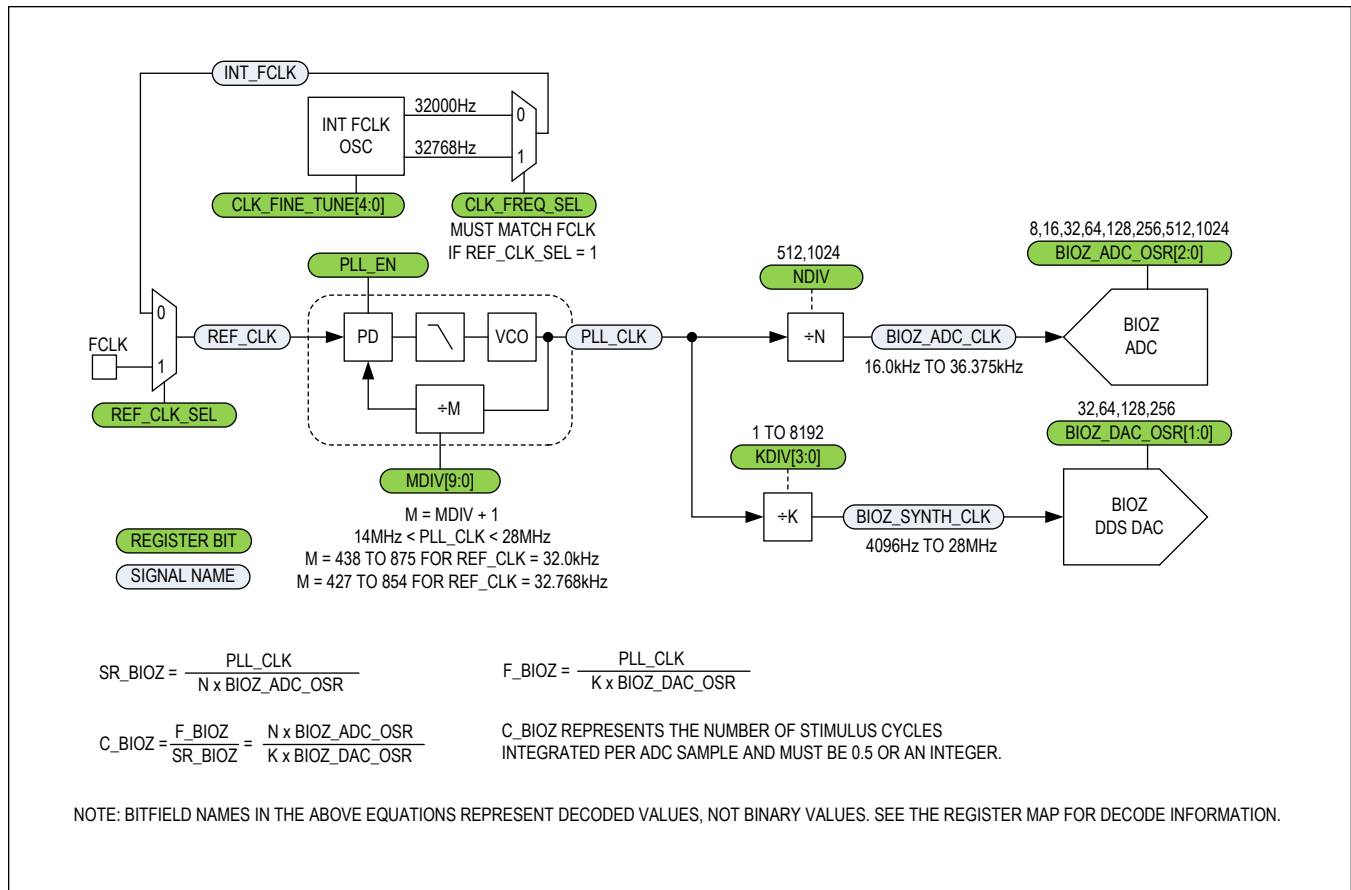 INT_FCLK
INT FCLK
OSC
32000Hz
32768Hz
0
1
CLK_FINE_TUNE[4:0]
CLK_FREQ_SEL
MUST MATCH FCLK
IF REF_CLK_SEL = 1
PLL_EN
FCLK
0
1
REF_CLK
REF_CLK_SEL
PD
VCO
÷M
PLL_CLK
MDIV[9:0]
M = MDIV + 1
14MHz < PLL_CLK < 28MHz
M = 438 TO 875 FOR REF_CLK = 32.0kHz
M = 427 TO 854 FOR REF_CLK = 32.768kHz
512,1024
NDIV
÷N
BIOZ_ADC_CLK
16.0kHz TO 36.375kHz
8,16,32,64,128,256,512,1024
BIOZ_ADC_OSR[2:0]
BIOZ
ADC
1 TO 8192
KDIV[3:0]
÷K
BIOZ_SYNTH_CLK
4096Hz TO 28MHz
32,64,128,256
BIOZ_DAC_OSR[1:0]
BIOZ
DDS DAC
REGISTER BIT
SIGNAL NAME
SR_BIOZ = PLL_CLK
N x BIOZ_ADC_OSR
F_BIOZ = PLL_CLK
K x BIOZ_DAC_OSR
C_BIOZ = F_BIOZ = N x BIOZ_ADC_OSR
SR_BIOZ K x BIOZ_DAC_OSR
C_BIOZ REPRESENTS THE NUMBER OF STIMULUS CYCLES
INTEGRATED PER ADC SAMPLE AND MUST BE 0.5 OR AN INTEGER.
NOTE: BITFIELD NAMES IN THE ABOVE EQUATIONS REPRESENT DECODED VALUES, NOT BINARY VALUES. SEE THE REGISTER MAP FOR DECODE INFORMATION.